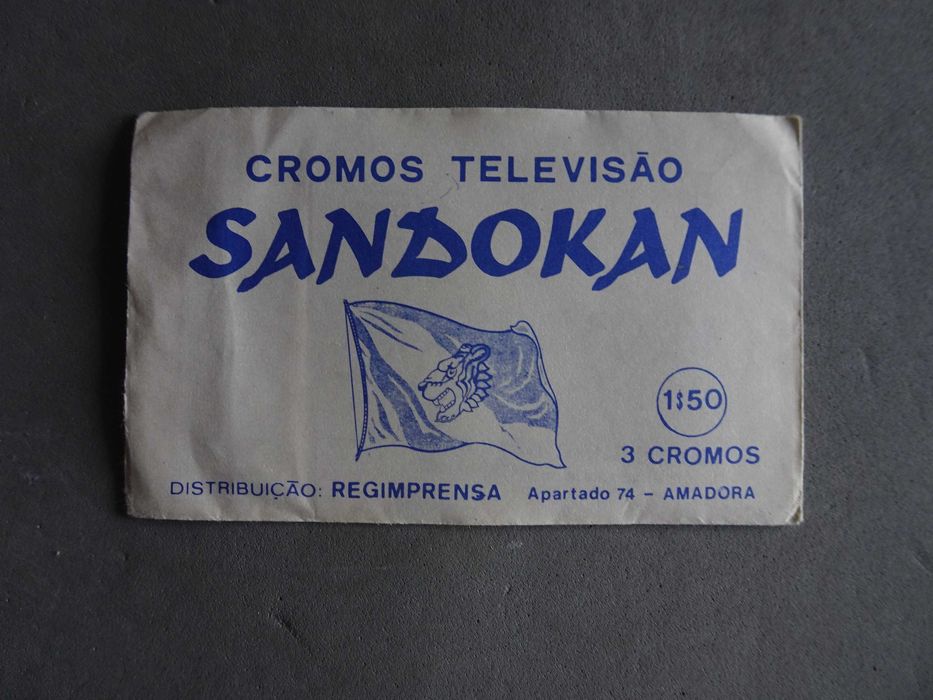 CROMOS TELEVISÃO
SANDOKAN
1$50
3 CROMOS
DISTRIBUIÇÃO: REGIMPRENSA Apartado 74 - AMADORA